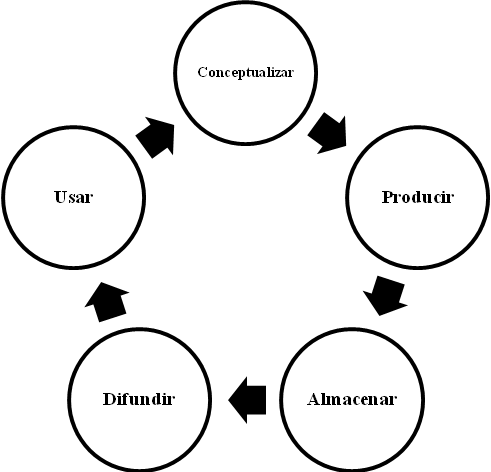 Conceptualizar
Usar
Producir
Difundir
Almacenar